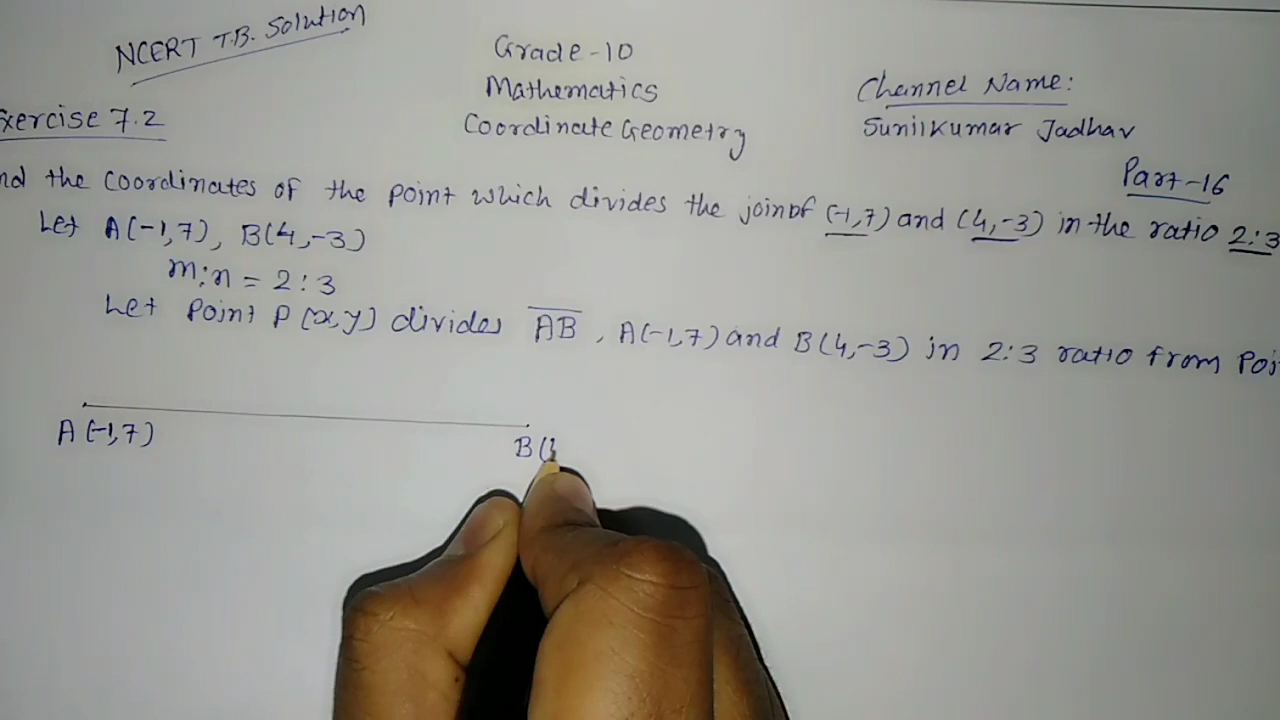 NCERT T.B. Solution
Grade-10
Mathematics
Coordinate Geometry
Channel Name:
Sunilkumar Jadhav
Part-16
xercise 7.2
nd the coordinates of the point which divides the join of (-1,7) and (4,-3) in the ratio 2:3
Let A(-1,7), B(4,-3)
m:n = 2:3
Let point P(x,y) divides AB, A(-1,7) and B(4,-3) in 2:3 ratio from Poi
A(-1,7)
B(